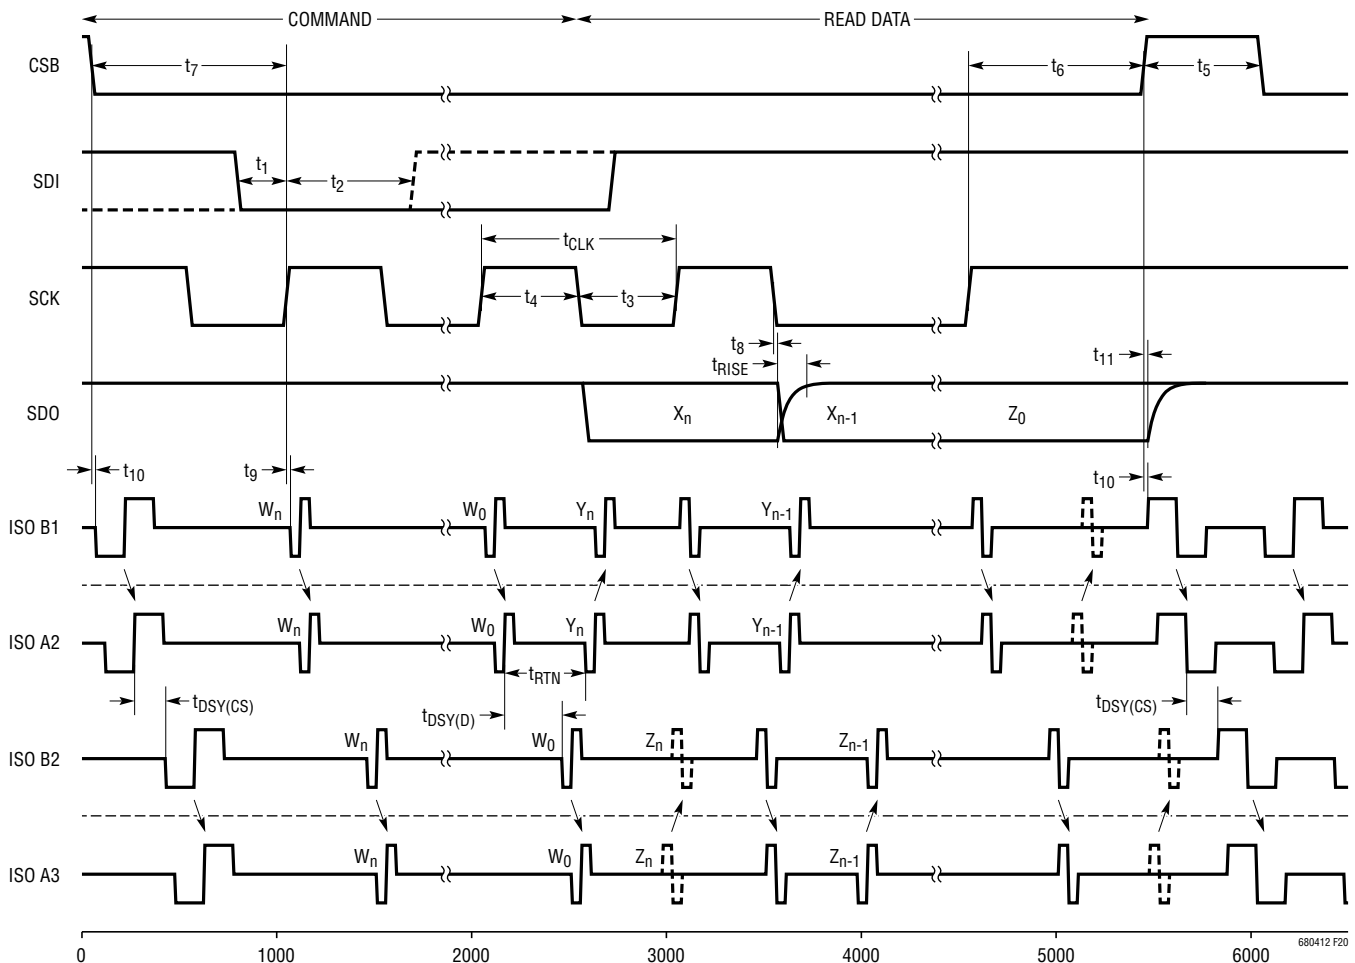 COMMAND READ DATA
CSB t7 t6 t5
SDI t1 t2
tCLK
SCK t4 t3
t8
tRISE t11
SDO Xn Xn-1 Z0
t10 t9 t10
ISO B1 Wn W0 Yn Yn-1
ISO A2 Wn W0 Yn Yn-1
tRTN
tDSY(CS) tDSY(D) tDSY(CS)
ISO B2 Wn W0 Zn Zn-1
ISO A3 Wn W0 Zn Zn-1
680412 F20
0 1000 2000 3000 4000 5000 6000